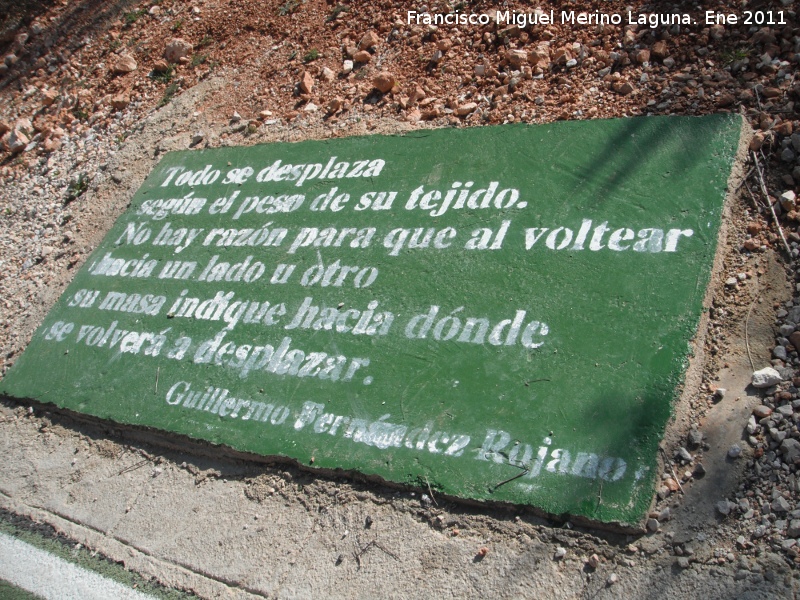 Francisco Miguel Merino Laguna. Ene 2011
Todo se desplaza
según el peso de su tejido.
No hay razón para que al voltear
hacia un lado u otro
su masa indique hacia dónde
se volverá a desplazar.
Guillermo Fernández Rojano